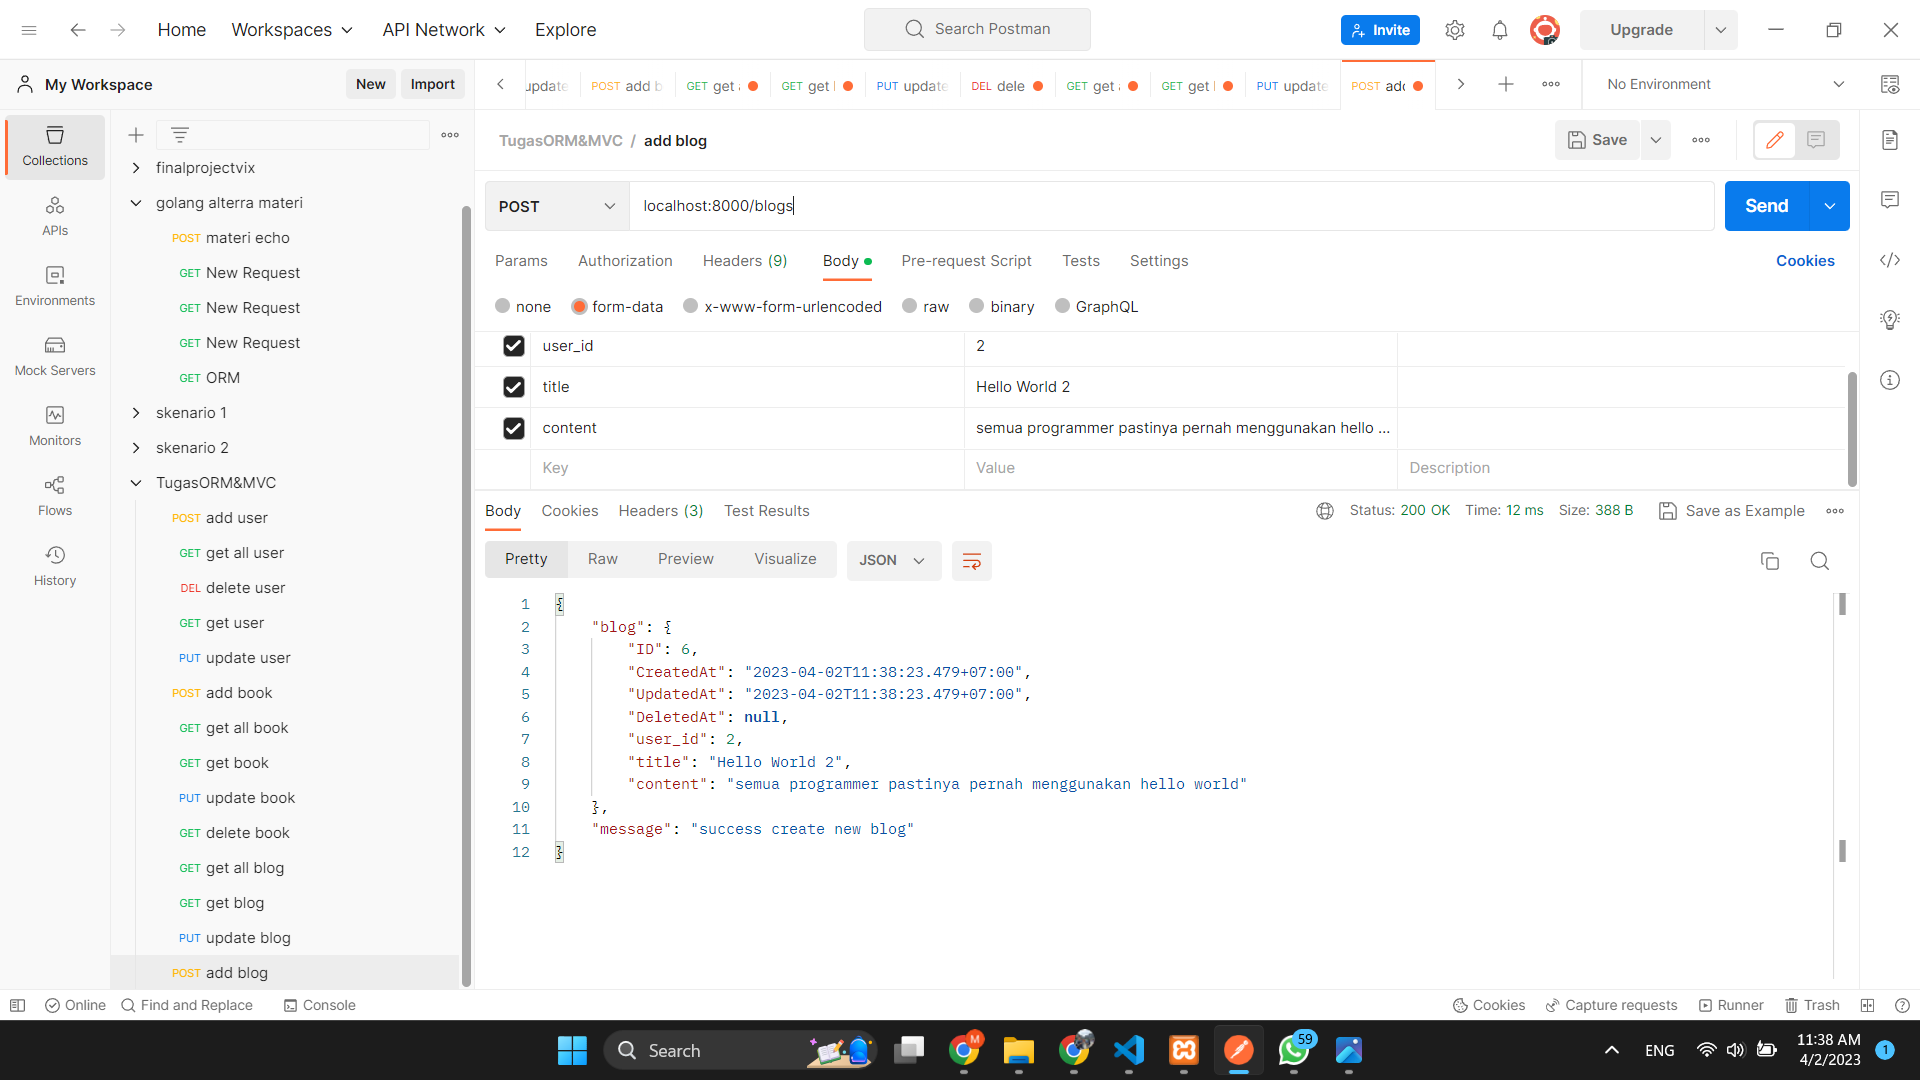 Home Workspaces API Network Explore Search Postman Invite Upgrade
My Workspace New Import
update POST add b GET get GET get PUT update DEL dele GET get GET get PUT update POST add No Environment
Collections
APIs
Environments
Mock Servers
Monitors
Flows
History
finalprojectvix
golang alterra materi
POST materi echo
GET New Request
GET New Request
GET New Request
GET ORM
skenario 1
skenario 2
TugasORM&MVC
POST add user
GET get all user
DEL delete user
GET get user
PUT update user
POST add book
GET get all book
GET get book
PUT update book
GET delete book
GET get all blog
GET get blog
PUT update blog
POST add blog
TugasORM&MVC / add blog Save
POST localhost:8000/blogs Send
Params Authorization Headers (9) Body Pre-request Script Tests Settings Cookies
none form-data x-www-form-urlencoded raw binary GraphQL
user_id 2
title Hello World 2
content semua programmer pastinya pernah menggunakan hello ...
Key Value Description
Body Cookies Headers (3) Test Results Status: 200 OK Time: 12 ms Size: 388 B Save as Example
Pretty Raw Preview Visualize JSON
1 {
2 "blog": {
3 "ID": 6,
4 "CreatedAt": "2023-04-02T11:38:23.479+07:00",
5 "UpdatedAt": "2023-04-02T11:38:23.479+07:00",
6 "DeletedAt": null,
7 "user_id": 2,
8 "title": "Hello World 2",
9 "content": "semua programmer pastinya pernah menggunakan hello world"
10 },
11 "message": "success create new blog"
12 }
Online Find and Replace Console Cookies Capture requests Runner Trash
Search M 59 ENG 11:38 AM 1
4/2/2023